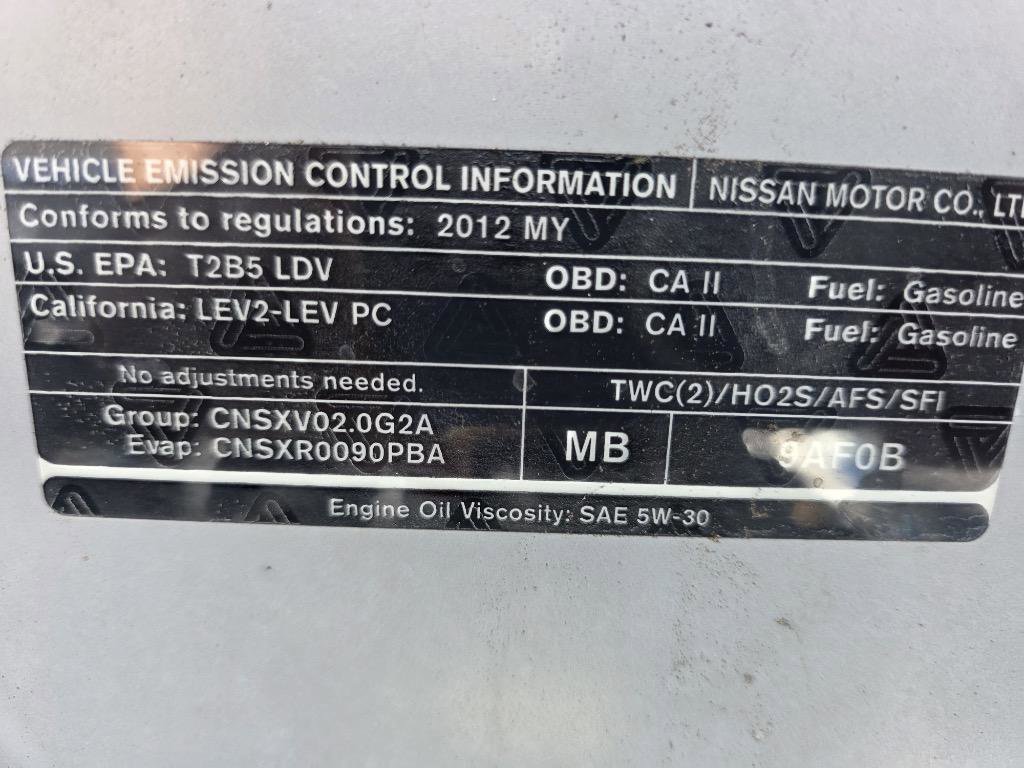 VEHICLE EMISSION CONTROL INFORMATION NISSAN MOTOR CO., LT
Conforms to regulations: 2012 MY
U.S. EPA: T2B5 LDV OBD: CA II Fuel: Gasoline
California: LEV2-LEV PC OBD: CA II Fuel: Gasoline
No adjustments needed. TWC(2)/HO2S/AFS/SFI
Group: CNSXV02.0G2A
Evap: CNSXR0090PBA
MB 9AF0B
Engine Oil Viscosity: SAE 5W-30